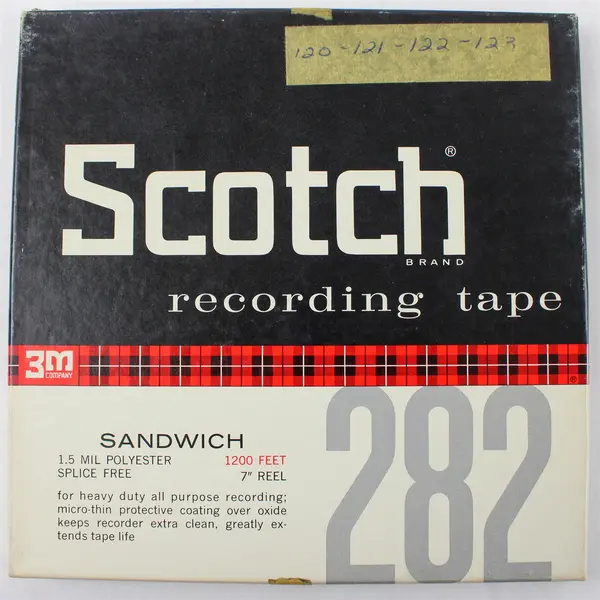 120-121-122-123
Scotch®
BRAND
recording tape
3M
COMPANY
®
SANDWICH
1.5 MIL POLYESTER 1200 FEET
SPLICE FREE 7" REEL
for heavy duty all purpose recording;
micro-thin protective coating over oxide
keeps recorder extra clean, greatly ex-
tends tape life
282